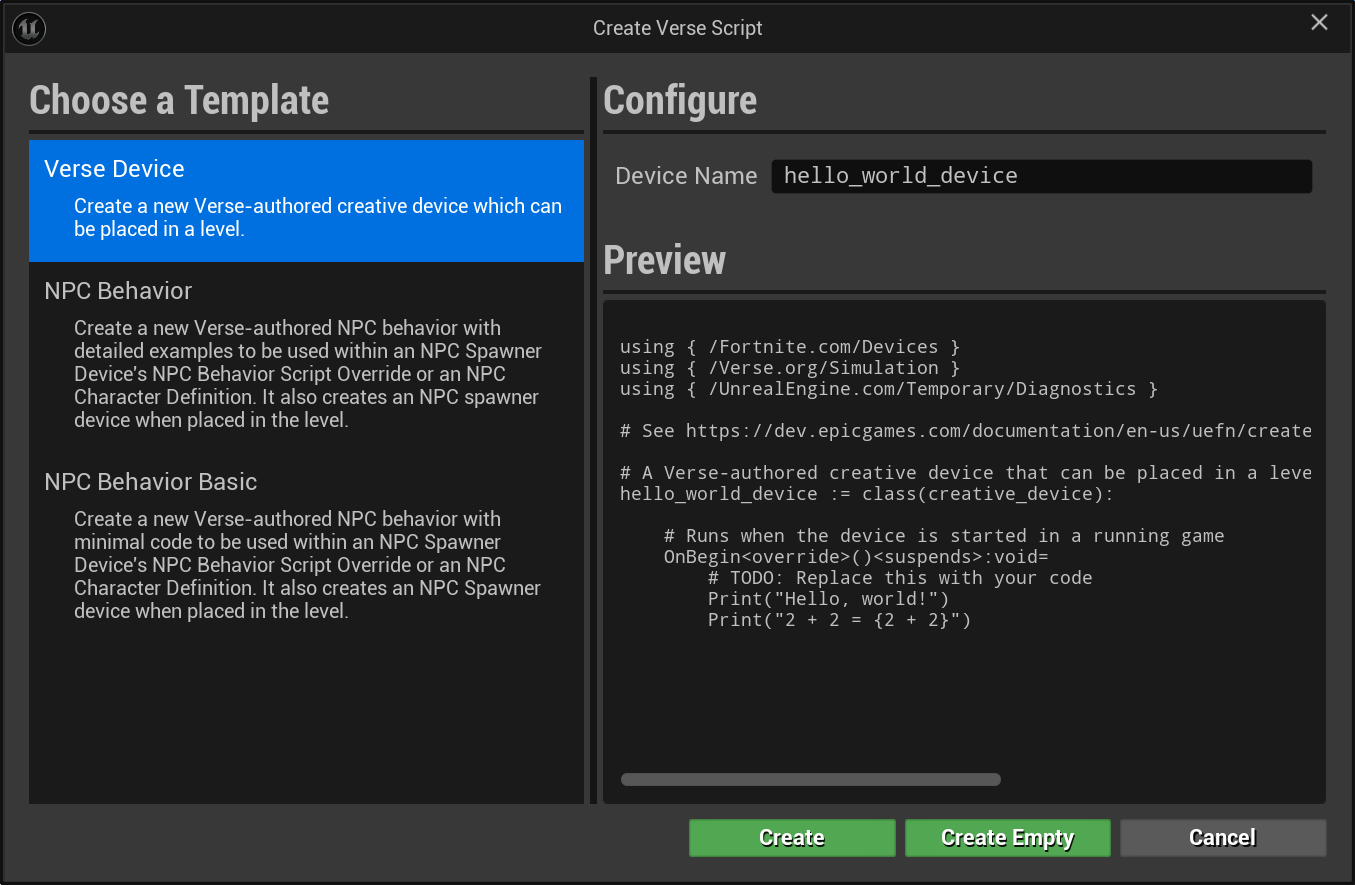 Create Verse Script
Choose a Template
Verse Device
Create a new Verse-authored creative device which can
be placed in a level.
NPC Behavior
Create a new Verse-authored NPC behavior with
detailed examples to be used within an NPC Spawner
Device's NPC Behavior Script Override or an NPC
Character Definition. It also creates an NPC spawner
device when placed in the level.
NPC Behavior Basic
Create a new Verse-authored NPC behavior with
minimal code to be used within an NPC Spawner
Device's NPC Behavior Script Override or an NPC
Character Definition. It also creates an NPC Spawner
device when placed in the level.
Configure
Device Name hello_world_device
Preview
using { /Fortnite.com/Devices }
using { /Verse.org/Simulation }
using { /UnrealEngine.com/Temporary/Diagnostics }
# See https://dev.epicgames.com/documentation/en-us/uefn/create
# A Verse-authored creative device that can be placed in a leve
hello_world_device := class(creative_device):
    # Runs when the device is started in a running game
    OnBegin<override>()<suspends>:void=
        # TODO: Replace this with your code
        Print("Hello, world!")
        Print("2 + 2 = {2 + 2}")
Create Create Empty Cancel